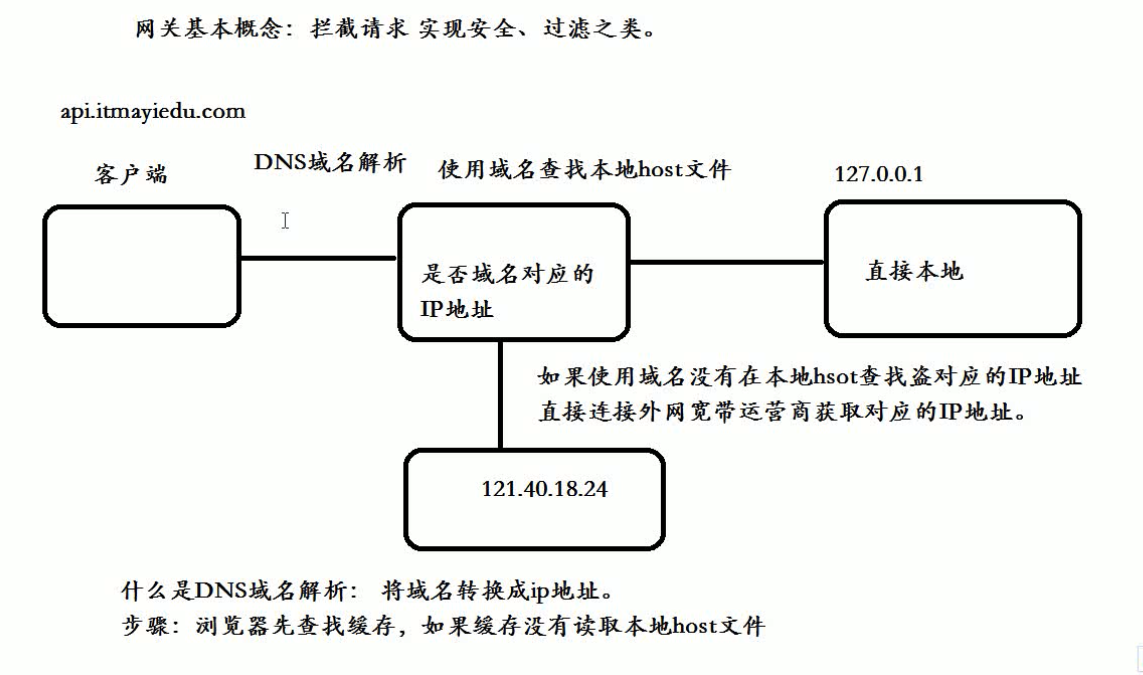 网关基本概念：拦截请求 实现安全、过滤之类。
api.itmayiedu.com
客户端
DNS域名解析
使用域名查找本地host文件
127.0.0.1
是否域名对应的
IP地址
直接本地
如果使用域名没有在本地hsot查找盗对应的IP地址
直接连接外网宽带运营商获取对应的IP地址。
121.40.18.24
什么是DNS域名解析： 将域名转换成ip地址。
步骤：浏览器先查找缓存，如果缓存没有读取本地host文件